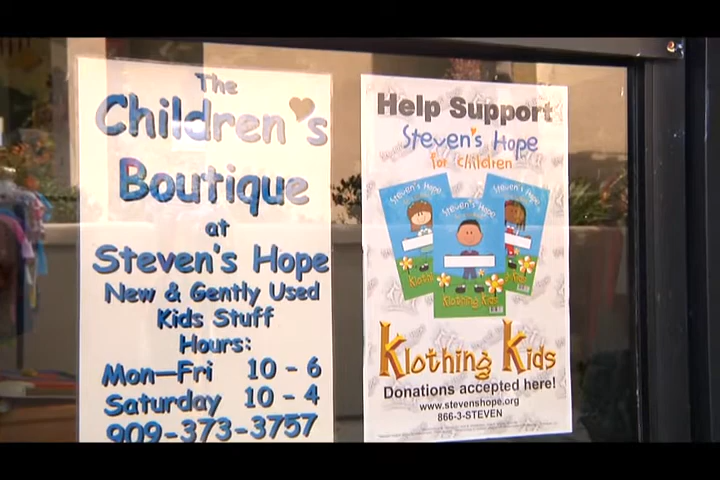 The
Children's
Boutique
at
Steven's Hope
New & Gently Used
Kids Stuff
Hours:
Mon—Fri 10 - 6
Saturday 10 - 4
909-373-3757
Help Support
Steven's Hope
for children
Steven's Hope
Steven's Hope
Steven's Hope
Klothing Kids
Klothing Kids
Donations accepted here!
www.stevenshope.org
866-3-STEVEN